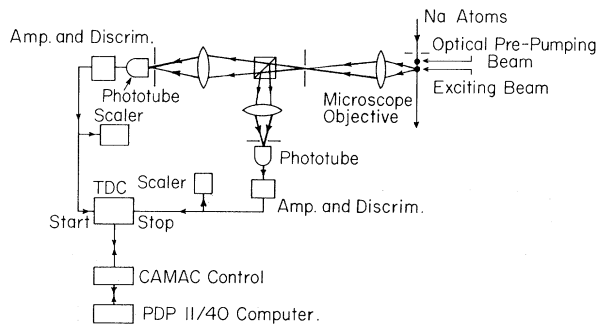 Na Atoms
Amp. and Discrim.
Optical Pre-Pumping
Beam
Phototube
Microscope
Objective
Exciting Beam
Scaler
Phototube
TDC
Scaler
Start
Stop
Amp. and Discrim.
CAMAC Control
PDP 11/40 Computer.